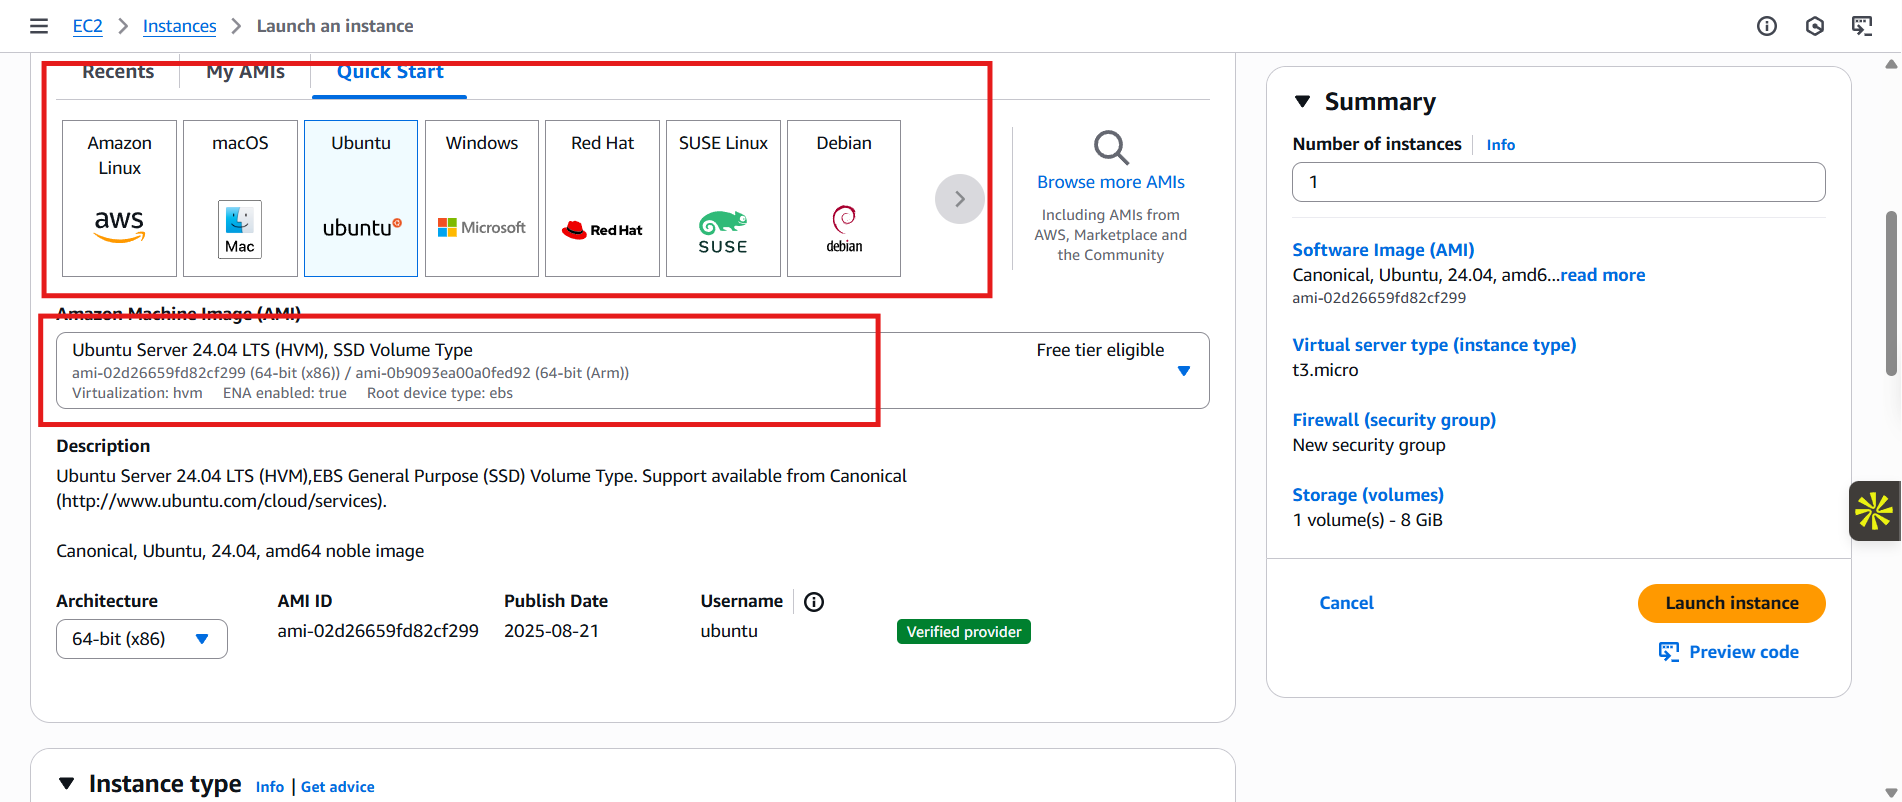 EC2 > Instances > Launch an instance
Recents
My AMIs
Quick Start
Amazon
Linux
aws
macOS
Mac
Ubuntu
ubuntu
Windows
Microsoft
Red Hat
Red Hat
SUSE Linux
SUSE
Debian
debian
Browse more AMIs
Including AMIs from
AWS, Marketplace and
the Community
Amazon Machine Image (AMI)
Ubuntu Server 24.04 LTS (HVM), SSD Volume Type
Free tier eligible
ami-02d26659fd82cf299 (64-bit (x86)) / ami-0b9093ea00a0fed92 (64-bit (Arm))
Virtualization: hvm ENA enabled: true Root device type: ebs
Description
Ubuntu Server 24.04 LTS (HVM),EBS General Purpose (SSD) Volume Type. Support available from Canonical
(http://www.ubuntu.com/cloud/services).
Canonical, Ubuntu, 24.04, amd64 noble image
Architecture
64-bit (x86)
AMI ID
ami-02d26659fd82cf299
Publish Date
2025-08-21
Username
ubuntu
Verified provider
Instance type Info | Get advice
Summary
Number of instances Info
1
Software Image (AMI)
Canonical, Ubuntu, 24.04, amd6...read more
ami-02d26659fd82cf299
Virtual server type (instance type)
t3.micro
Firewall (security group)
New security group
Storage (volumes)
1 volume(s) - 8 GiB
Cancel
Launch instance
Preview code